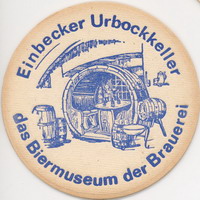 Einbecker Urbockkeller
das Biermuseum der Brauerei